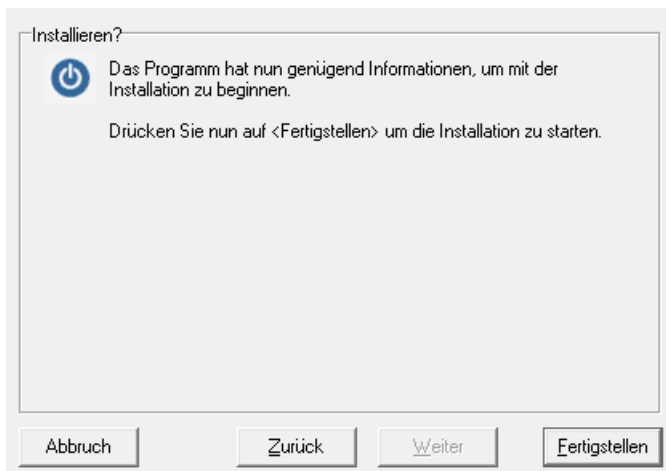 Installieren?
Das Programm hat nun genügend Informationen, um mit der
Installation zu beginnen.
Drücken Sie nun auf <Fertigstellen> um die Installation zu starten.
Abbruch
Zurück
Weiter
Fertigstellen